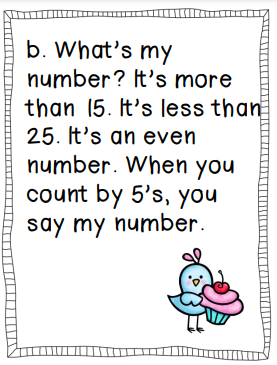 b. What's my
number? It's more
than 15. It's less than
25. It's an even
number. When you
count by 5's, you
say my number.